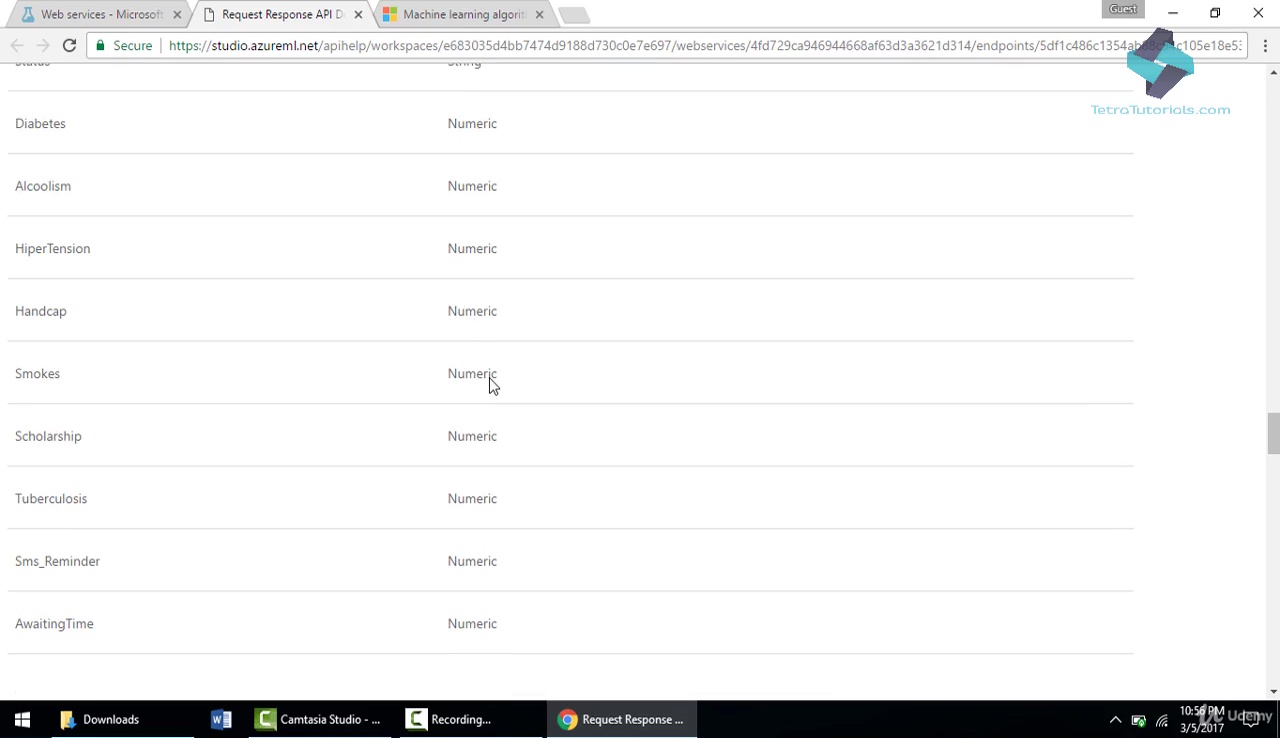 Web services - Microsoft
Request Response API D
Machine learning algorit
Guest
Secure
https://studio.azureml.net/apihelp/workspaces/e683035d4bb7474d9188d730c0e7e697/webservices/4fd729ca946944668af63d3a3621d314/endpoints/5df1c486c1354a
TetraTutorials.com
Status String
Diabetes Numeric
Alcoolism Numeric
HiperTension Numeric
Handcap Numeric
Smokes Numeric
Scholarship Numeric
Tuberculosis Numeric
Sms_Reminder Numeric
AwaitingTime Numeric
Downloads
Camtasia Studio - ...
Recording...
Request Response ...
10:56 PM
3/5/2017
Udemy